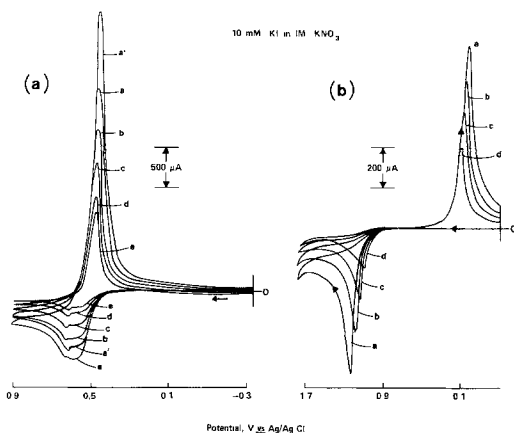 10 mM KI in IM KNO3
(a)
(b)
a'
a
b
c
d
e
500 μA
O
e
d
c
b
a'
a
0.9 0.5 0.1 -0.3
a
b
c
d
200 μA
O
d
c
b
a
1.7 0.9 0.1
Potential, V vs Ag/Ag Cl